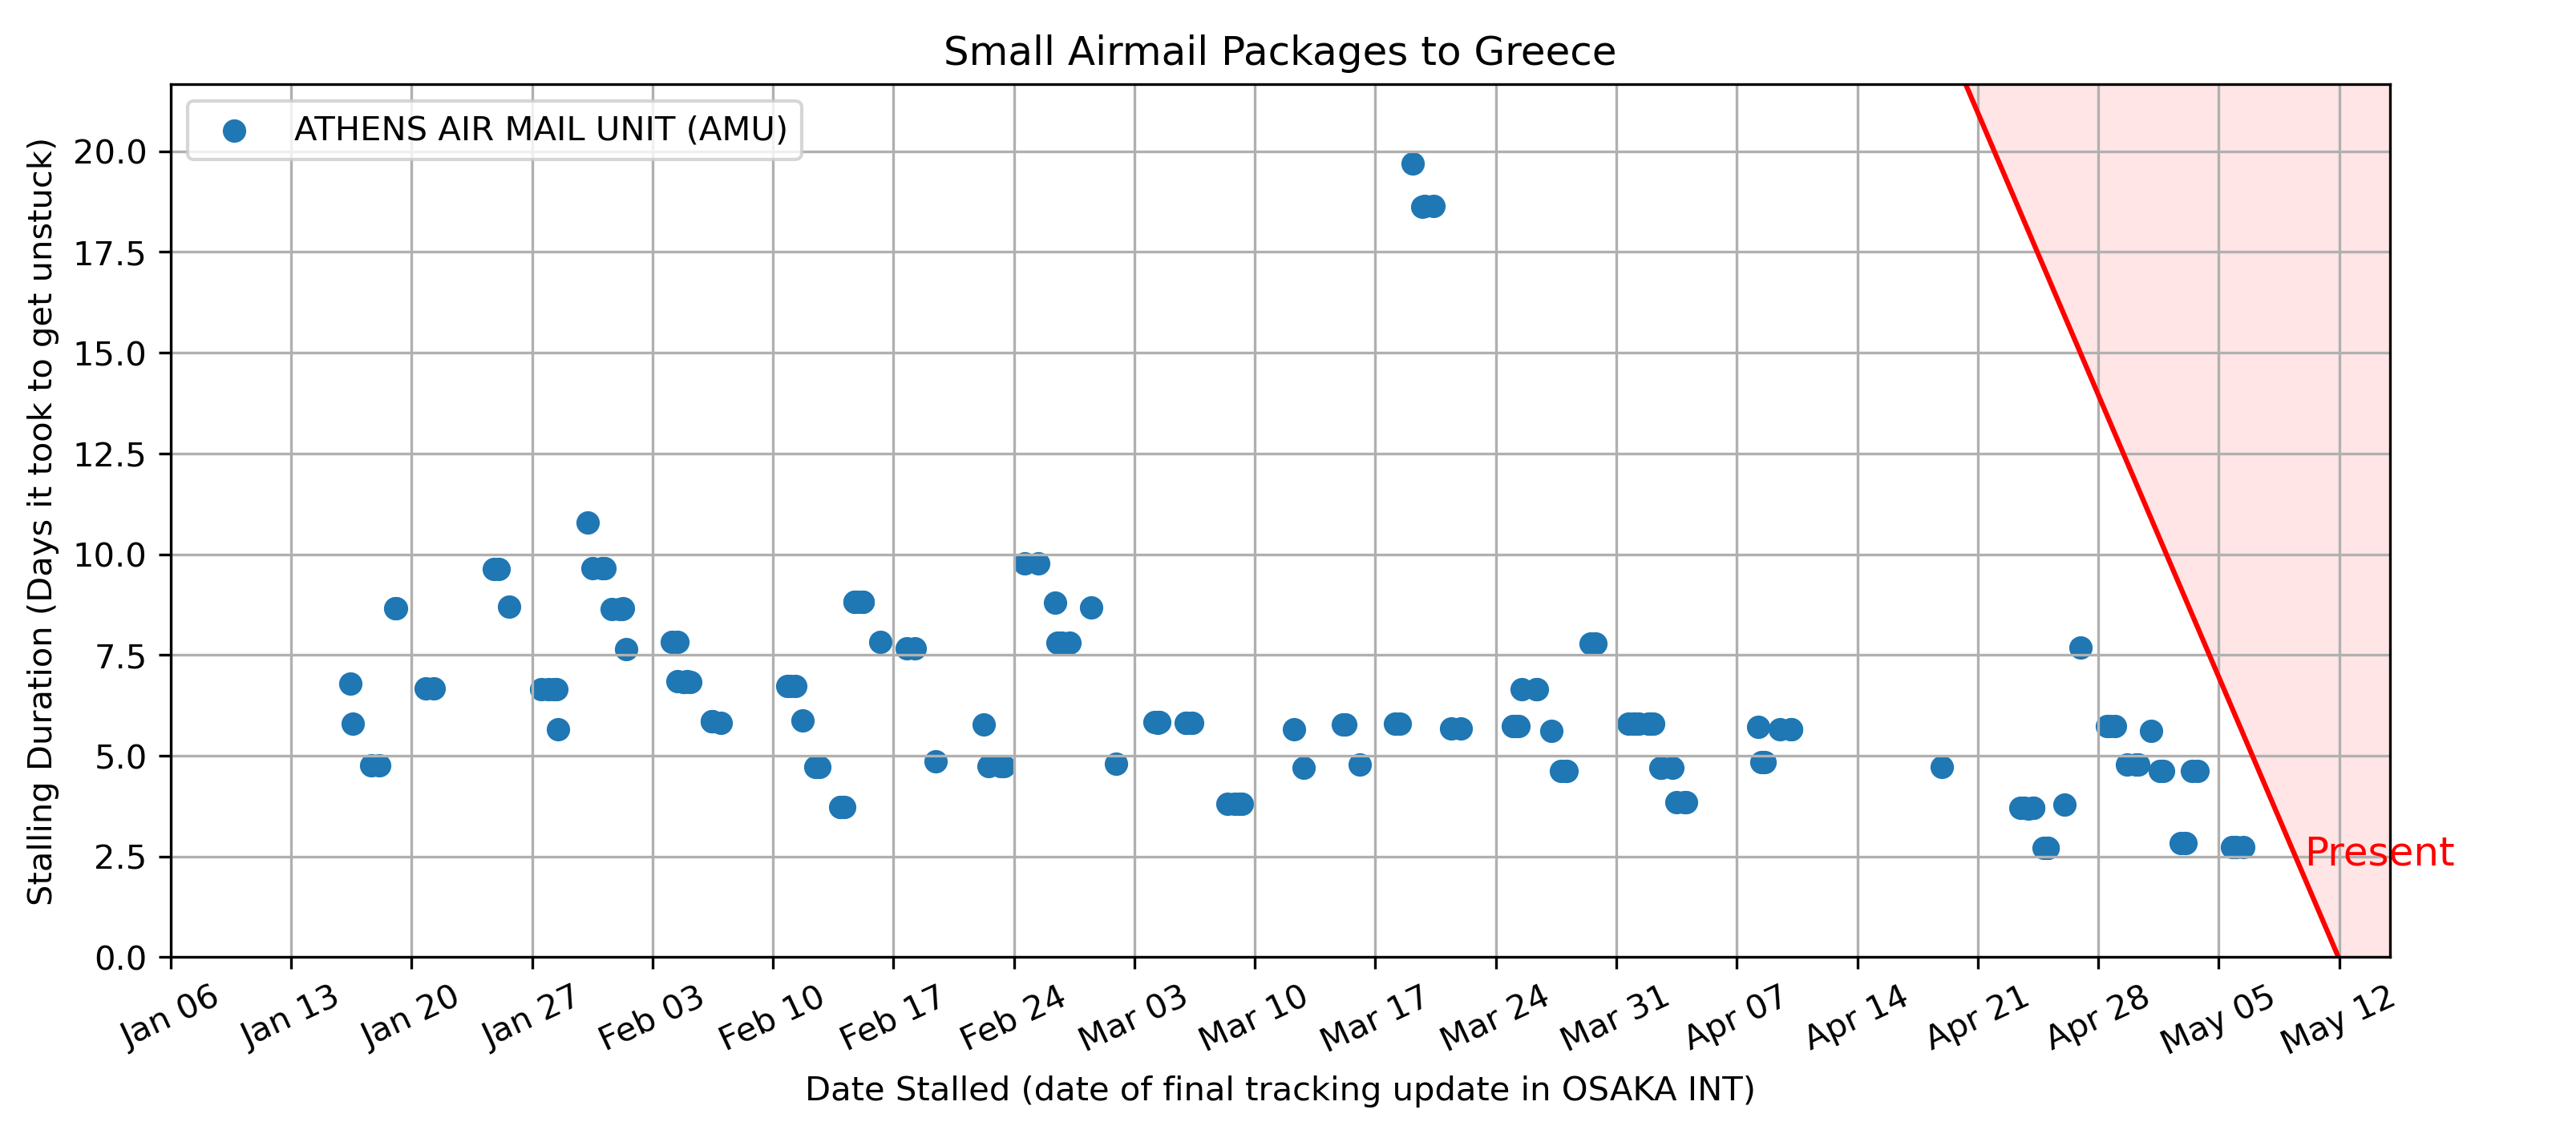 Small Airmail Packages to Greece
ATHENS AIR MAIL UNIT (AMU)
Stalling Duration (Days it took to get unstuck)
20.0
17.5
15.0
12.5
10.0
7.5
5.0
2.5
0.0
Present
Jan 06
Jan 13
Jan 20
Jan 27
Feb 03
Feb 10
Feb 17
Feb 24
Mar 03
Mar 10
Mar 17
Mar 24
Mar 31
Apr 07
Apr 14
Apr 21
Apr 28
May 05
May 12
Date Stalled (date of final tracking update in OSAKA INT)